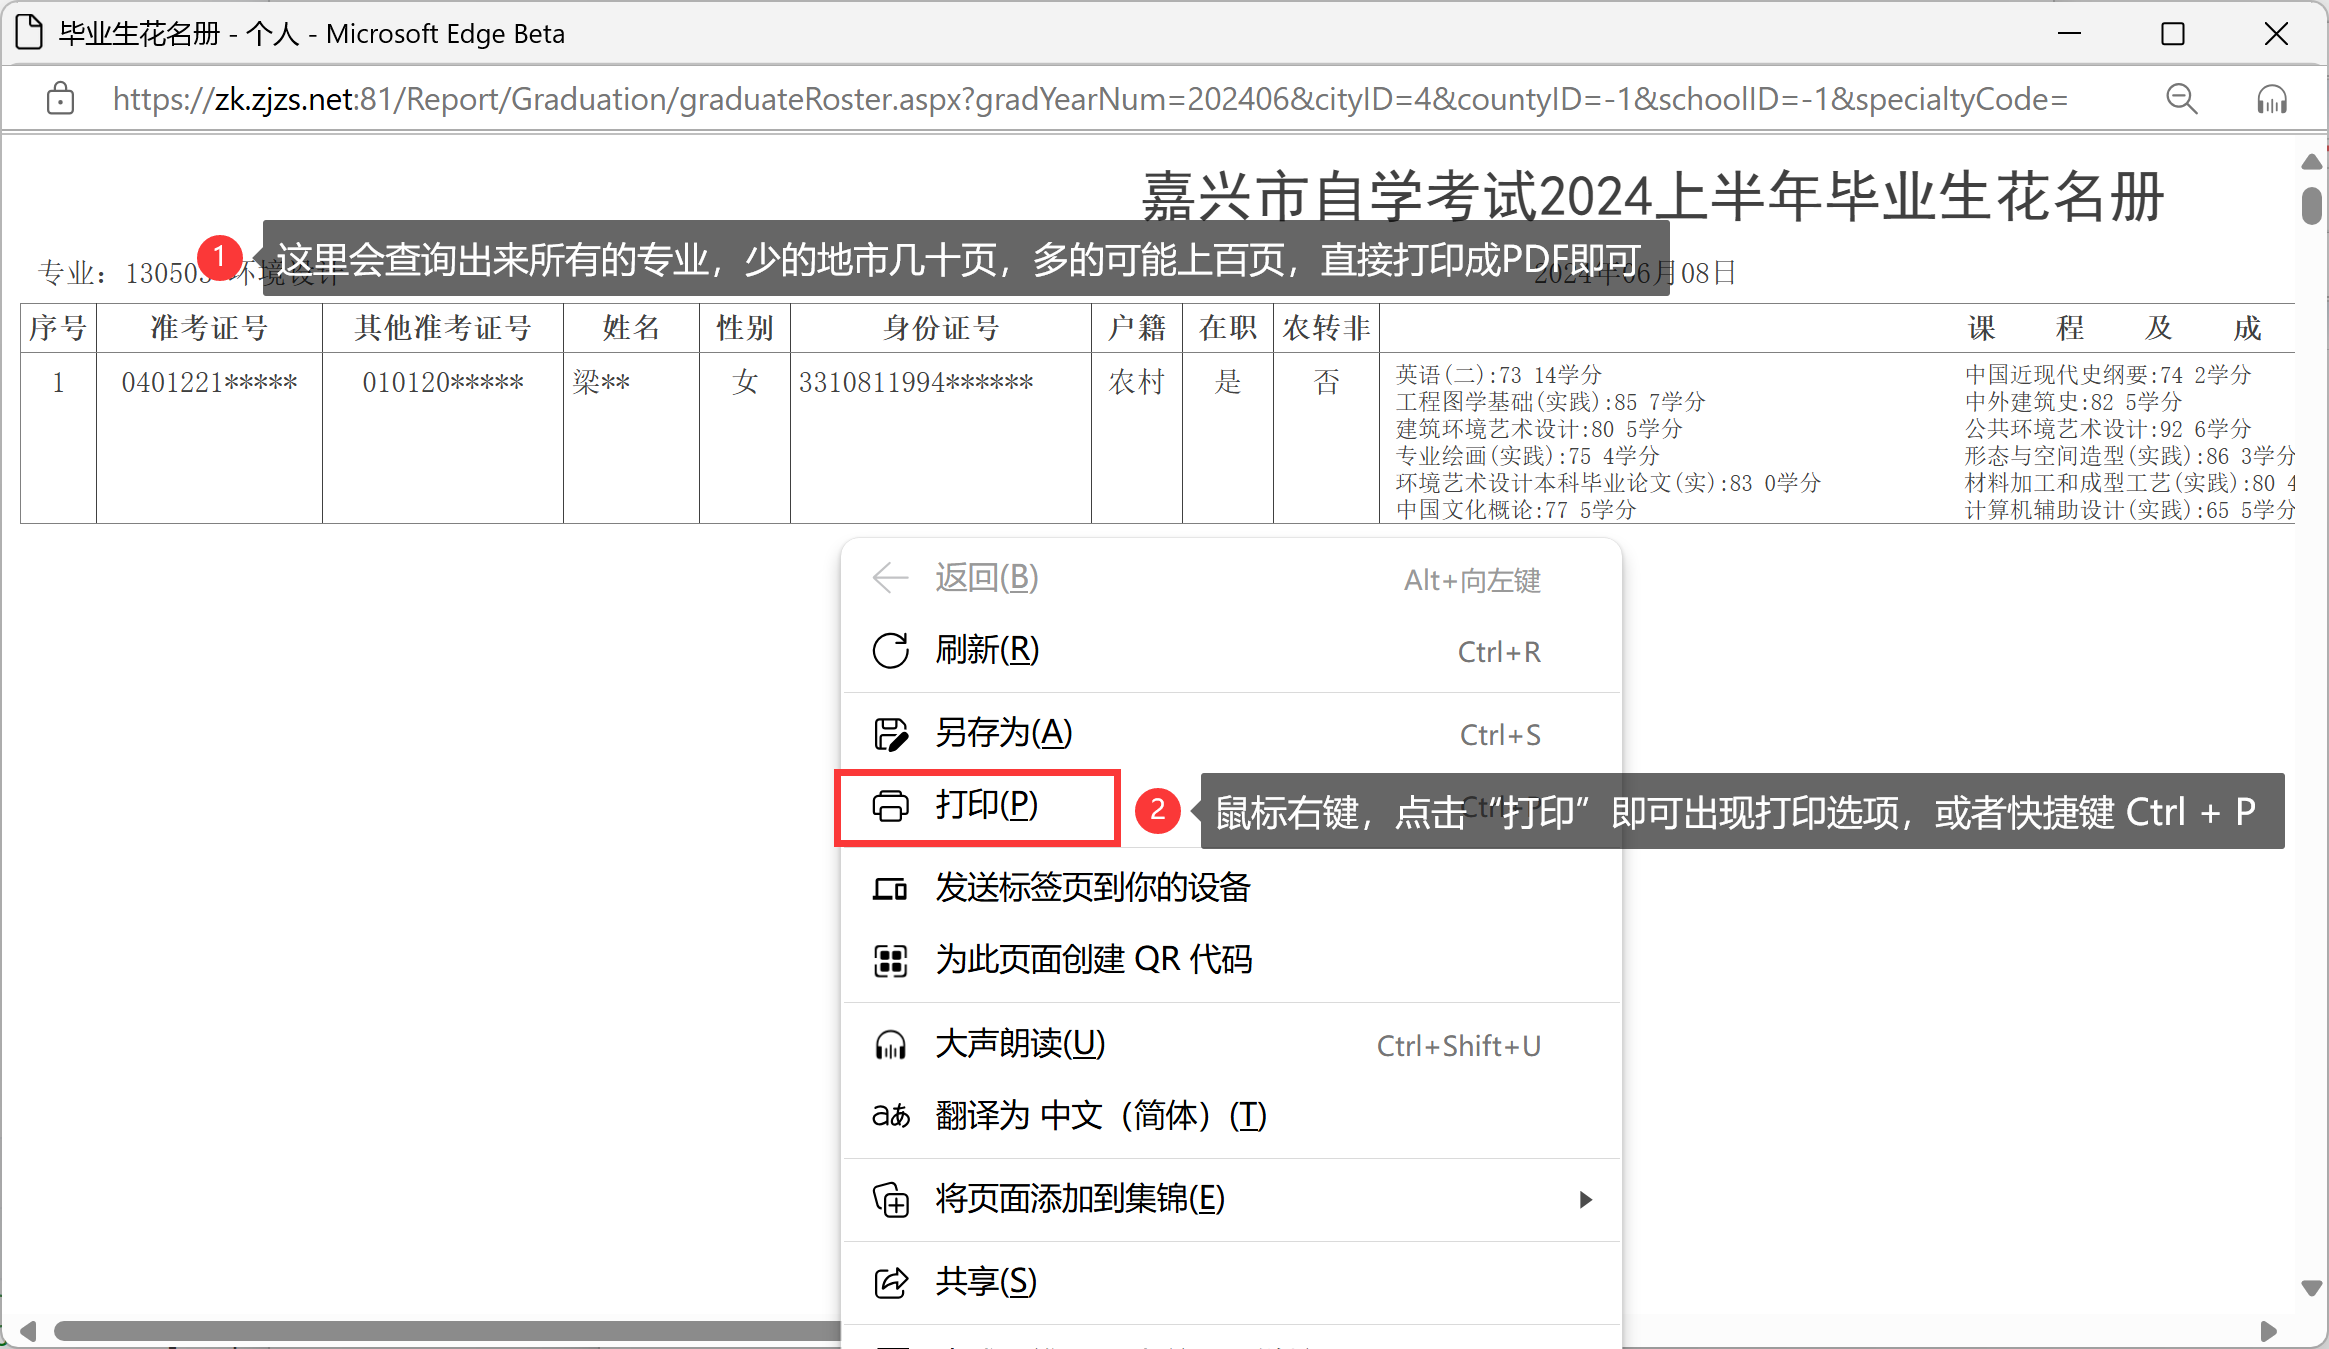 毕业生花名册 - 个人 - Microsoft Edge Beta
https://zk.zjzs.net:81/Report/Graduation/graduateRoster.aspx?gradYearNum=202406&cityID=4&countyID=-1&schoolID=-1&specialtyCode=
嘉兴市自学考试2024上半年毕业生花名册
1 这里会查询出来所有的专业，少的地市几十页，多的可能上百页，直接打印成PDF即可
专业：130503 环境设计 2024年06月08日
序号 准考证号 其他准考证号 姓名 性别 身份证号 户籍 在职 农转非 课 程 及 成
1 0401221***** 010120***** 梁** 女 3310811994****** 农村 是 否
英语(二):73 14学分 中国近现代史纲要:74 2学分
工程图学基础(实践):85 7学分 中外建筑史:82 5学分
建筑环境艺术设计:80 5学分 公共环境艺术设计:92 6学分
专业绘画(实践):75 4学分 形态与空间造型(实践):86 3学分
环境艺术设计本科毕业论文(实):83 0学分 材料加工和成型工艺(实践):80 4
中国文化概论:77 5学分 计算机辅助设计(实践):65 5学分
返回(B) Alt+向左键
刷新(R) Ctrl+R
另存为(A) Ctrl+S
打印(P) Ctrl+P
2 鼠标右键，点击“打印”即可出现打印选项，或者快捷键 Ctrl + P
发送标签页到你的设备
为此页面创建 QR 代码
大声朗读(U) Ctrl+Shift+U
aあ 翻译为 中文（简体）(T)
将页面添加到集锦(E)
共享(S)